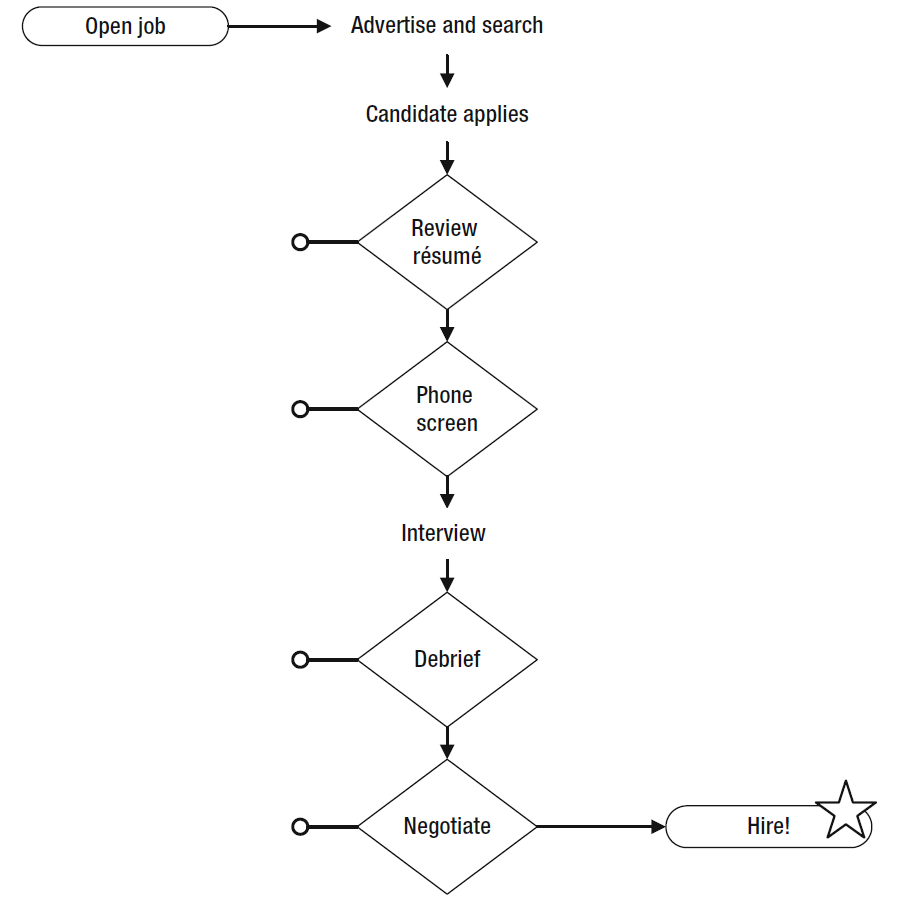 Open job
Advertise and search
Candidate applies
Review
résumé
Phone
screen
Interview
Debrief
Negotiate
Hire!